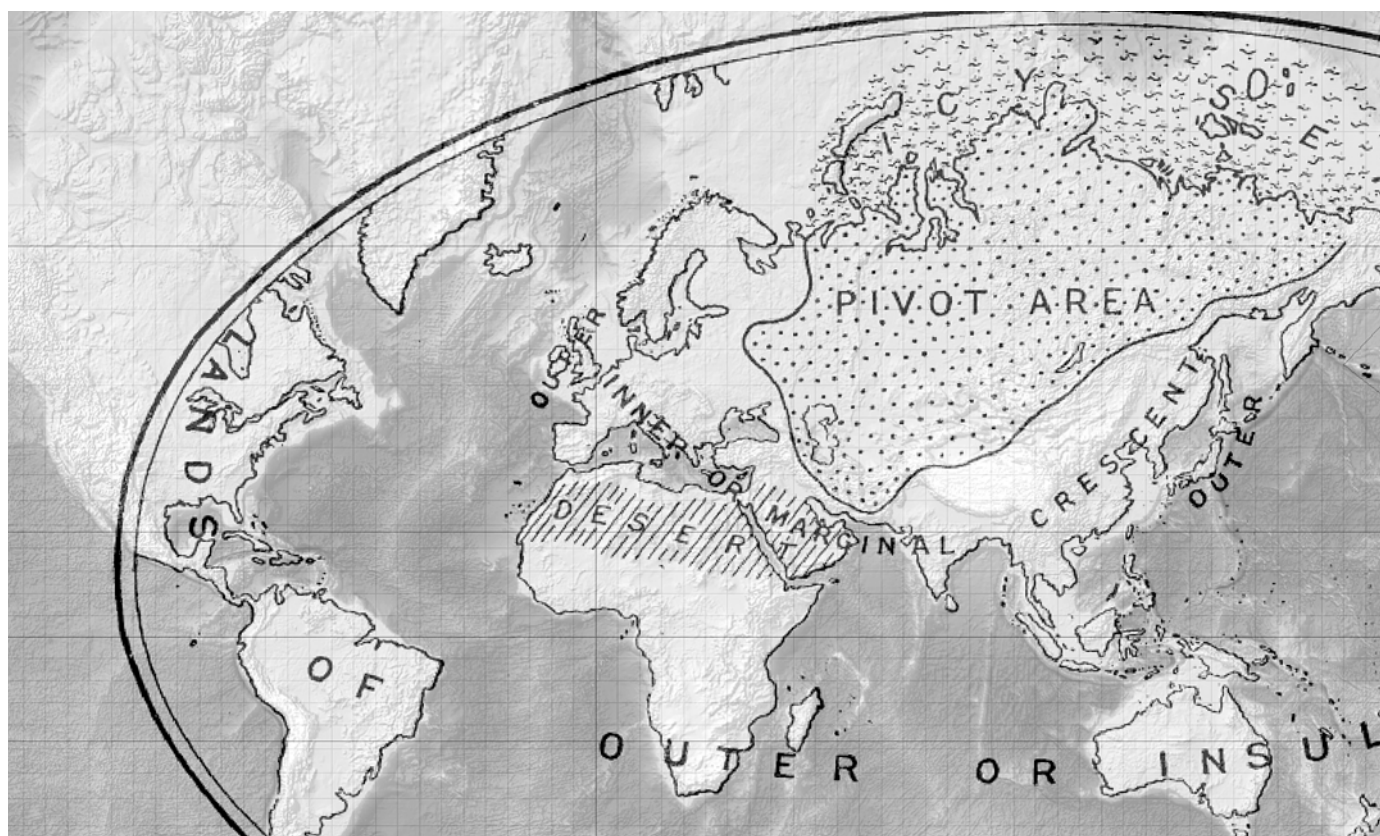 ICY SEA
PIVOT AREA
LANDS OF
OUTER
INNER OR MARGINAL CRESCENT
OUTER
DESERT
OUTER OR INSUL